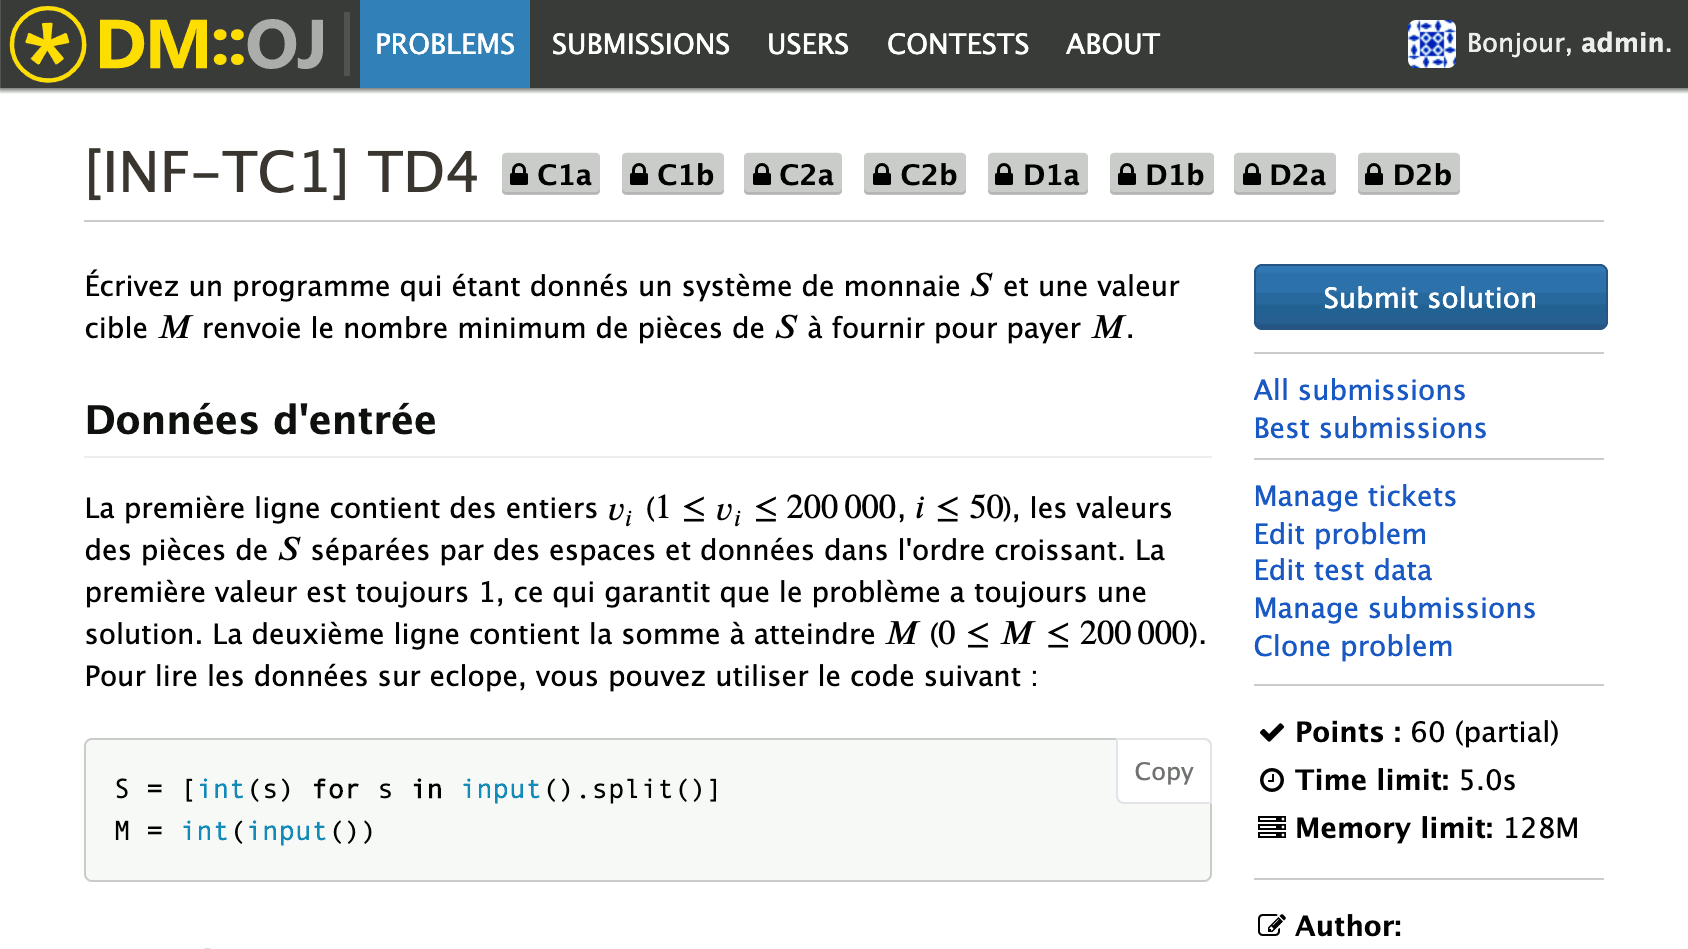 DM::OJ
PROBLEMS SUBMISSIONS USERS CONTESTS ABOUT
Bonjour, admin.
[INF-TC1] TD4 C1a C1b C2a C2b D1a D1b D2a D2b
Écrivez un programme qui étant donnés un système de monnaie S et une valeur
cible M renvoie le nombre minimum de pièces de S à fournir pour payer M.
Données d'entrée
La première ligne contient des entiers vᵢ (1 ≤ vᵢ ≤ 200 000, i ≤ 50), les valeurs
des pièces de S séparées par des espaces et données dans l'ordre croissant. La
première valeur est toujours 1, ce qui garantit que le problème a toujours une
solution. La deuxième ligne contient la somme à atteindre M (0 ≤ M ≤ 200 000).
Pour lire les données sur eclope, vous pouvez utiliser le code suivant :
Copy
S = [int(s) for s in input().split()]
M = int(input())
Submit solution
All submissions
Best submissions
Manage tickets
Edit problem
Edit test data
Manage submissions
Clone problem
Points : 60 (partial)
Time limit: 5.0s
Memory limit: 128M
Author: